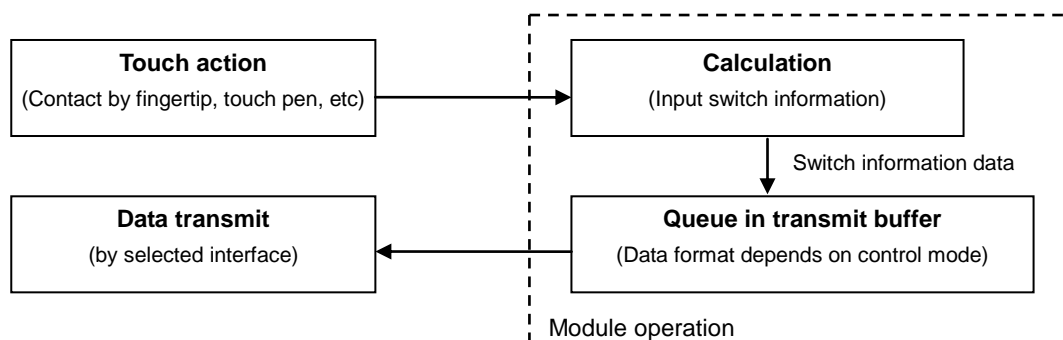 Touch action
(Contact by fingertip, touch pen, etc)
Calculation
(Input switch information)
Switch information data
Data transmit
(by selected interface)
Queue in transmit buffer
(Data format depends on control mode)
Module operation